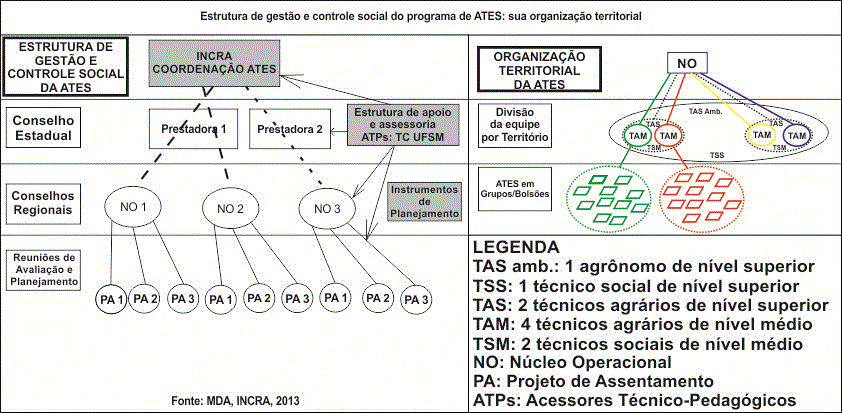 Estrutura de gestão e controle social do programa de ATES: sua organização territorial
ESTRUTURA DE
GESTÃO E
CONTROLE SOCIAL
DA ATES
INCRA
COORDENAÇÃO ATES
Conselho
Estadual
Prestadora 1
Prestadora 2
Estrutura de apoio
e assessoria
ATPs: TC UFSM
Conselhos
Regionais
NO 1
NO 2
NO 3
Instrumentos
de
Planejamento
Reuniões de
Avaliação e
Planejamento
PA 1
PA 2
PA 3
PA 1
PA 2
PA 3
PA 1
PA 2
PA 3
Fonte: MDA, INCRA, 2013
ORGANIZAÇÃO
TERRITORIAL
DA ATES
NO
Divisão
da equipe
por Território
TAS Amb.
TAS
TAS
TAM
TAM
TAM
TAM
TSM
TSM
TSS
ATES em
Grupos/Bolsões
LEGENDA
TAS amb.: 1 agrônomo de nível superior
TSS: 1 técnico social de nível superior
TAS: 2 técnicos agrários de nível superior
TAM: 4 técnicos agrários de nível médio
TSM: 2 técnicos sociais de nível médio
NO: Núcleo Operacional
PA: Projeto de Assentamento
ATPs: Acessores Técnico-Pedagógicos